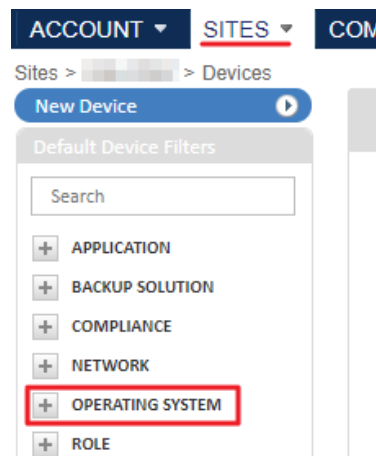 ACCOUNT SITES COM
Sites > > Devices
New Device
Default Device Filters
Search
APPLICATION
BACKUP SOLUTION
COMPLIANCE
NETWORK
OPERATING SYSTEM
ROLE